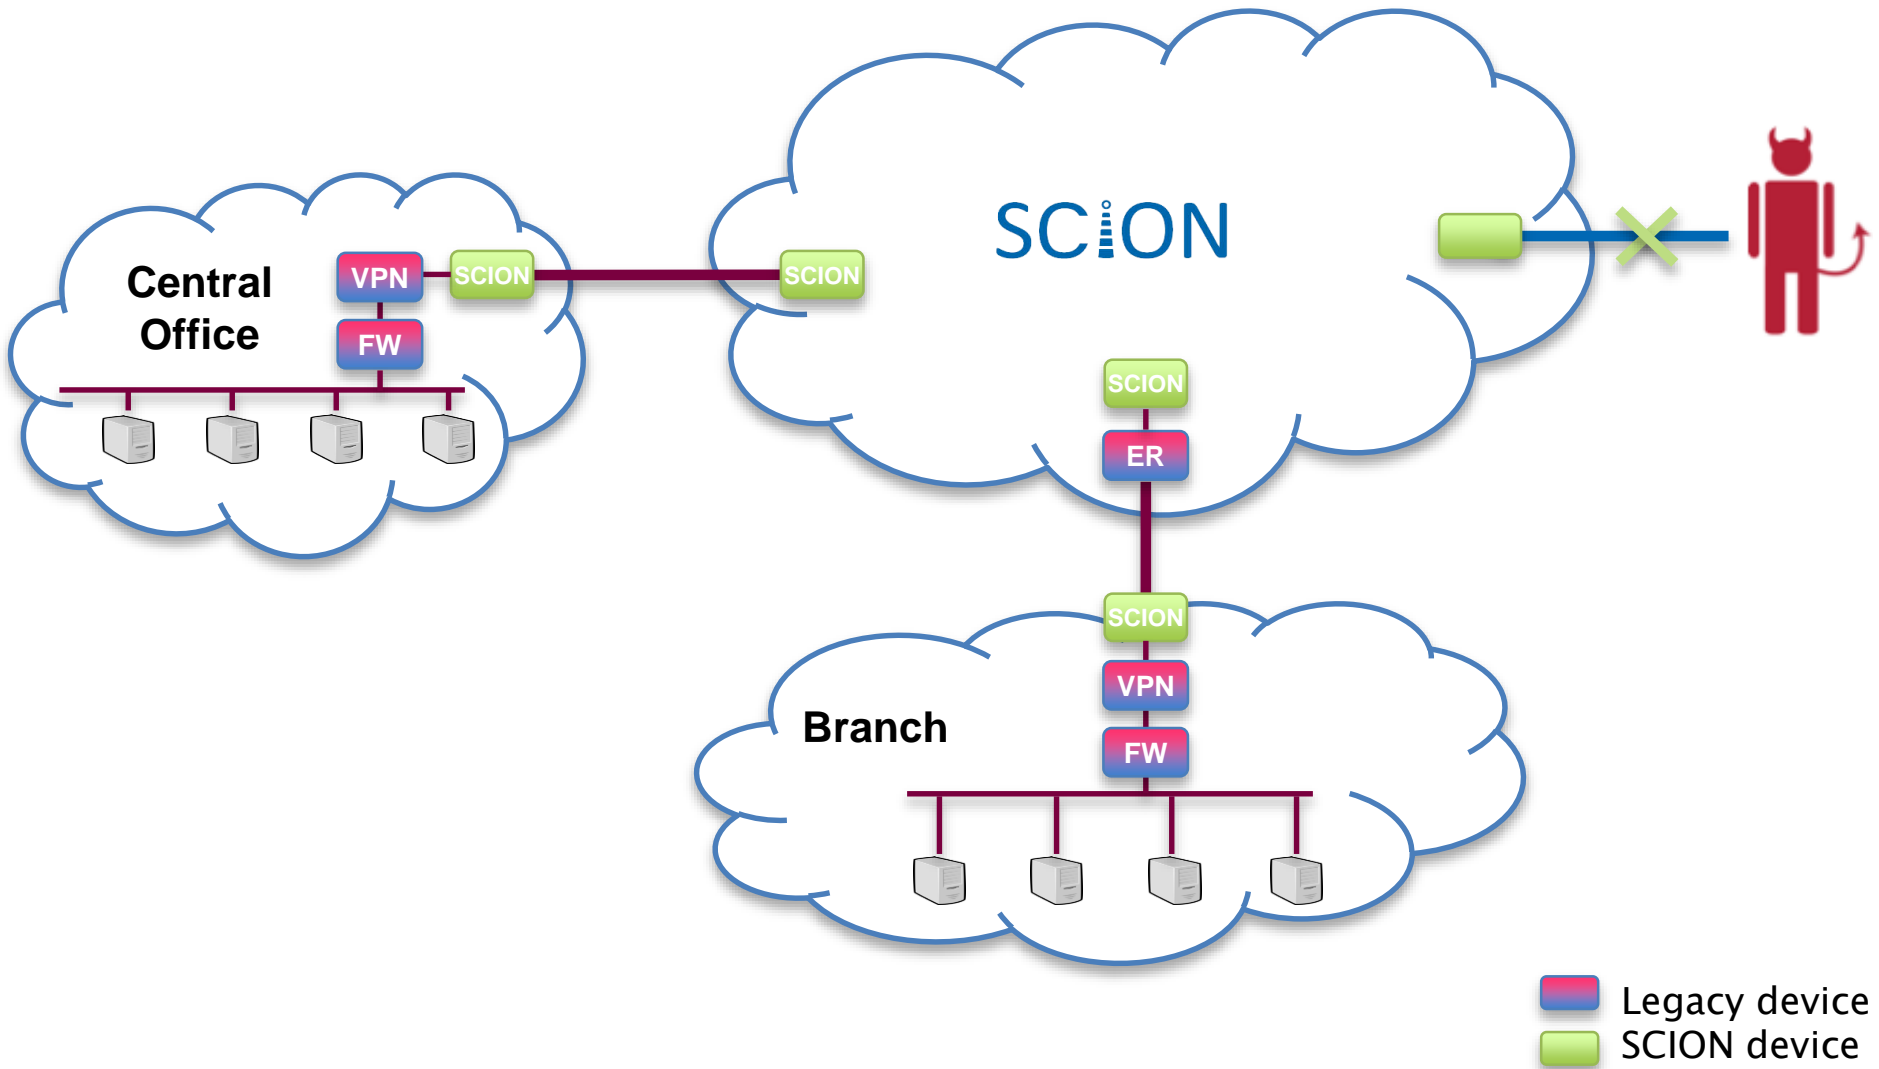 SCION
Central
Office
VPN
SCION
SCION
FW
SCION
ER
SCION
VPN
Branch
FW
Legacy device
SCION device